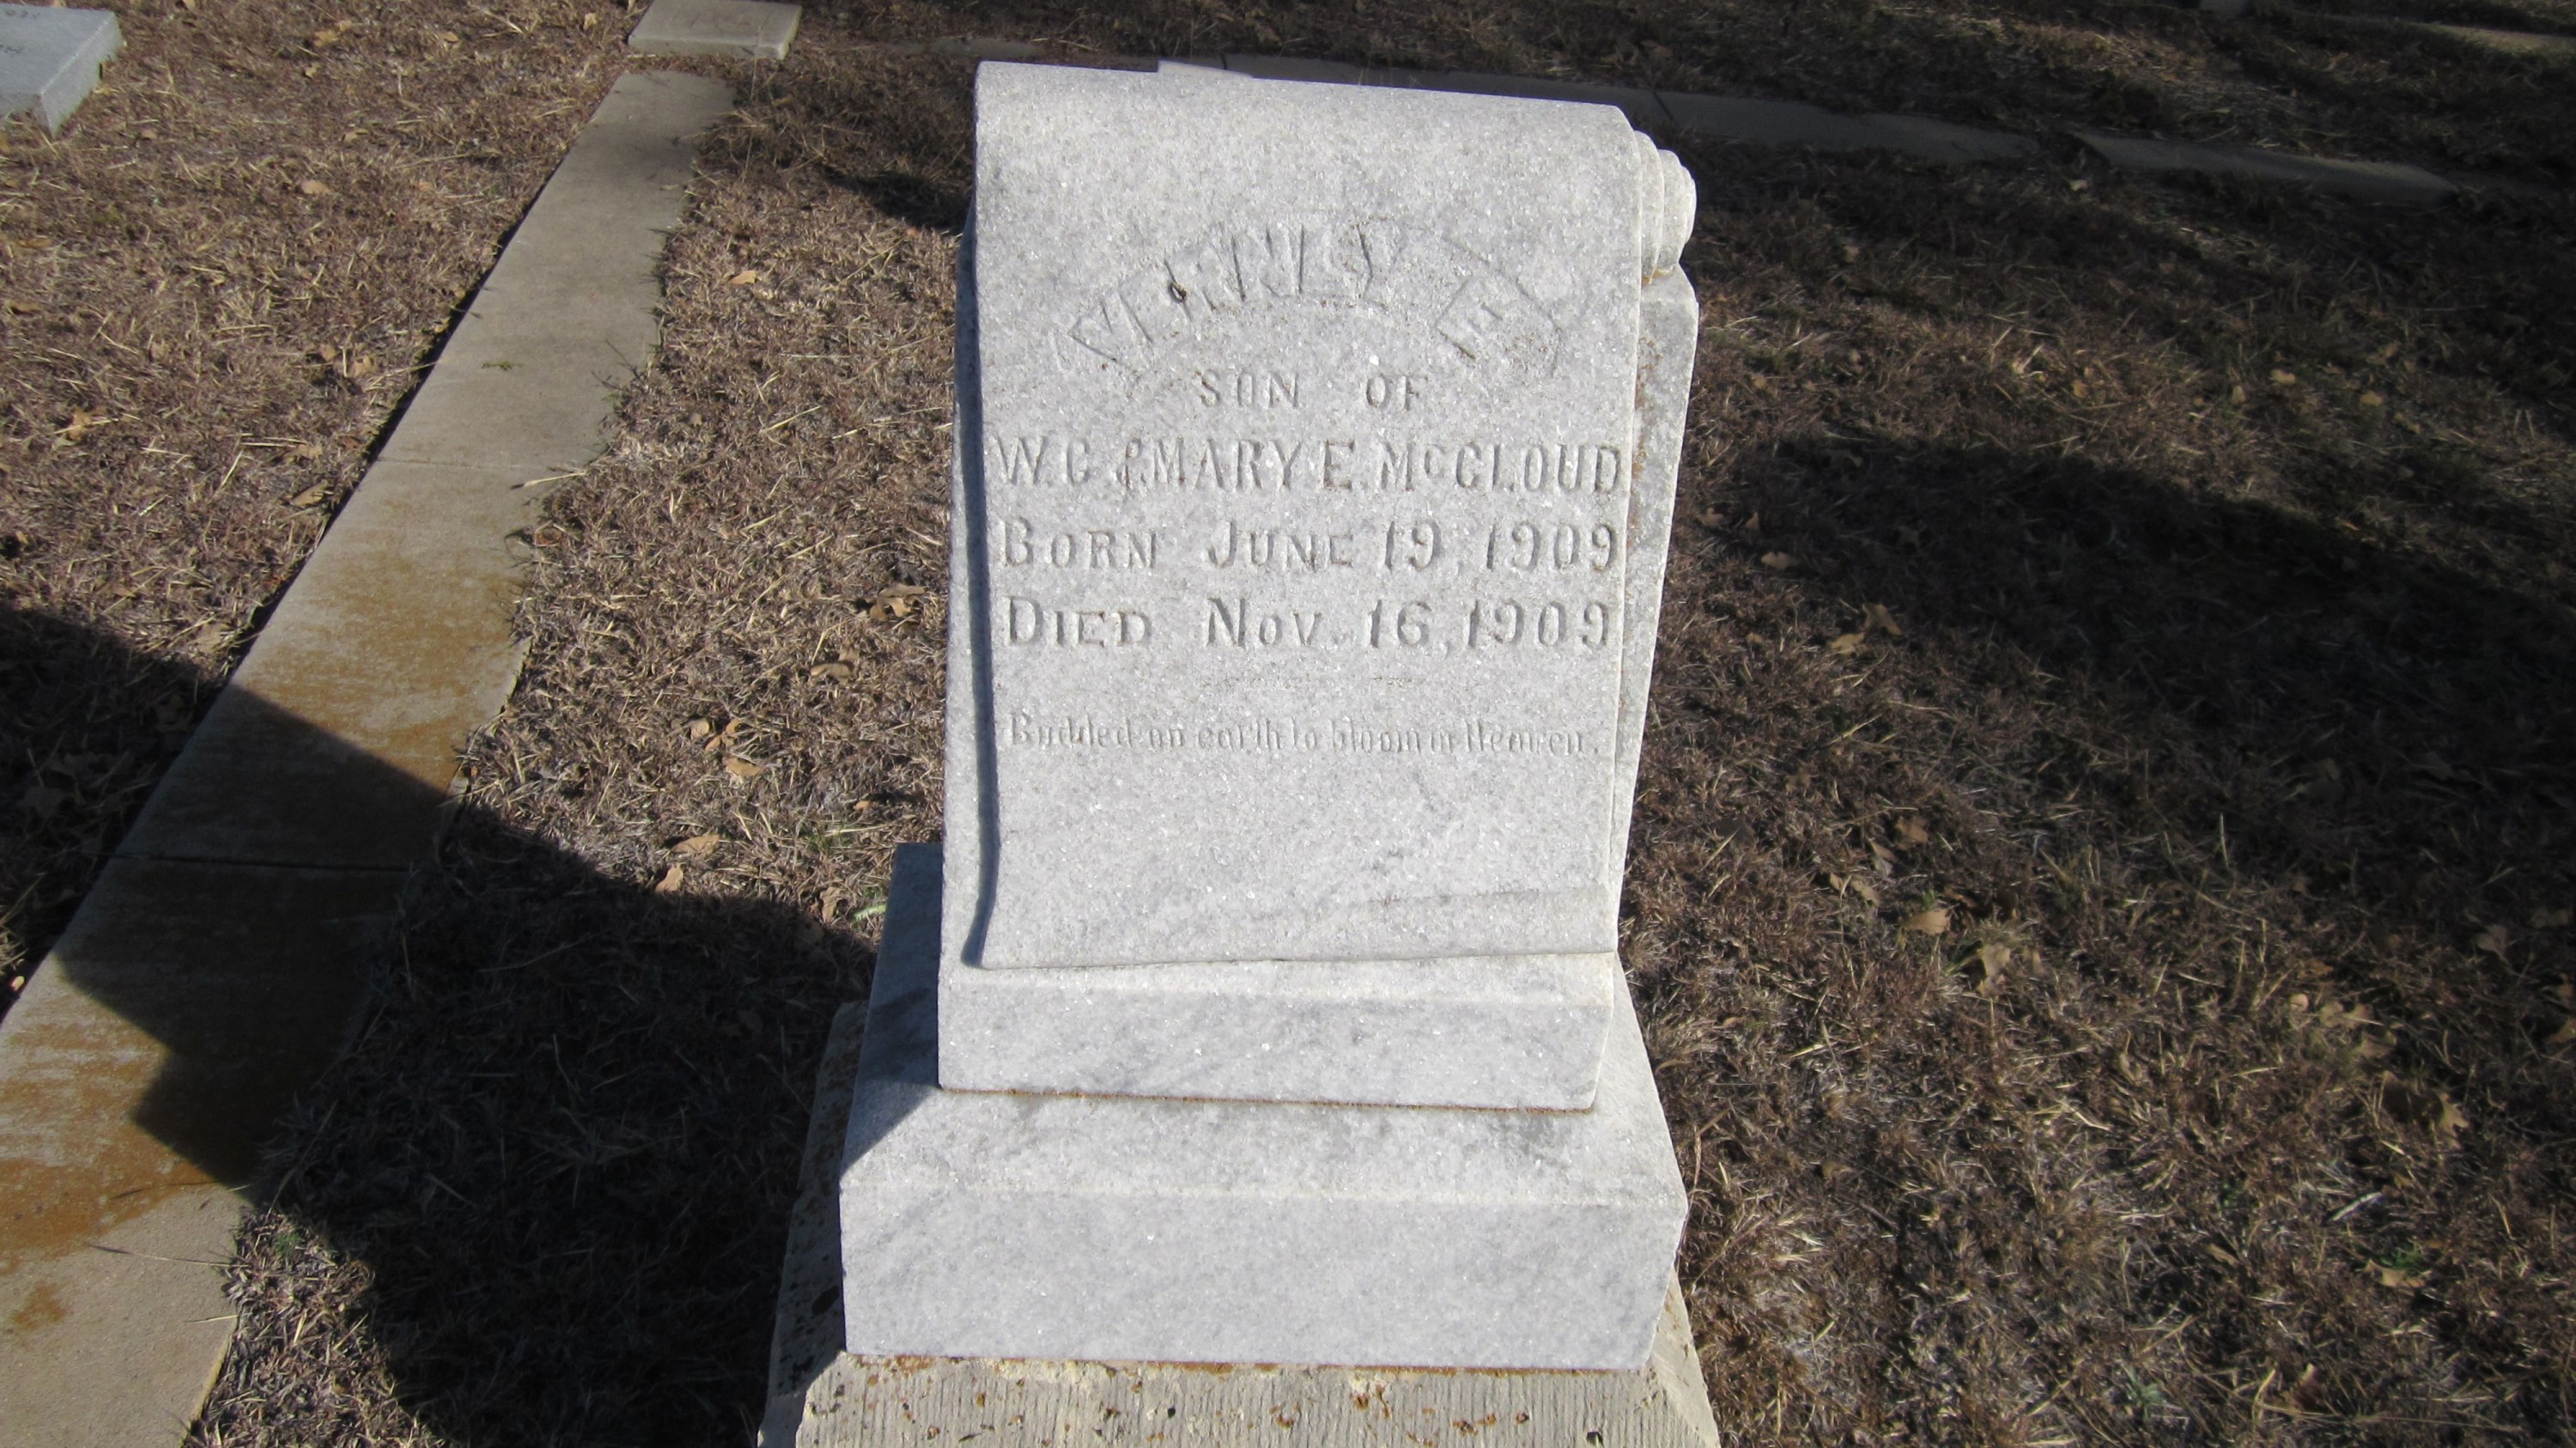 SON OF
W. C. & MARY E. McCLOUD
BORN JUNE 19, 1909
DIED NOV. 16, 1909
Budded on earth to bloom in Heaven.